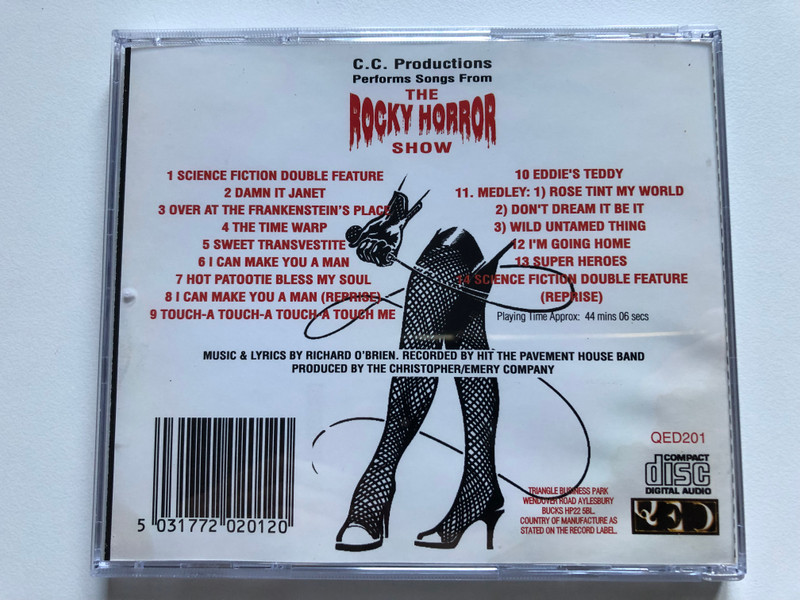 C.C. Productions
Performs Songs From
THE
ROCKY HORROR
SHOW
1 SCIENCE FICTION DOUBLE FEATURE
2 DAMN IT JANET
3 OVER AT THE FRANKENSTEIN'S PLACE
4 THE TIME WARP
5 SWEET TRANSVESTITE
6 I CAN MAKE YOU A MAN
7 HOT PATOOTIE BLESS MY SOUL
8 I CAN MAKE YOU A MAN (REPRISE)
9 TOUCH-A TOUCH-A TOUCH-A TOUCH ME
10 EDDIE'S TEDDY
11. MEDLEY: 1) ROSE TINT MY WORLD
2) DON'T DREAM IT BE IT
3) WILD UNTAMED THING
12 I'M GOING HOME
13 SUPER HEROES
14 SCIENCE FICTION DOUBLE FEATURE
(REPRISE)
Playing Time Approx: 44 mins 06 secs
MUSIC & LYRICS BY RICHARD O'BRIEN. RECORDED BY HIT THE PAVEMENT HOUSE BAND
PRODUCED BY THE CHRISTOPHER/EMERY COMPANY
5 031772 020120
QED201
COMPACT
disc
DIGITAL AUDIO
TRIANGLE BUSINESS PARK
WENDOVER ROAD AYLESBURY
BUCKS HP22 5BL.
COUNTRY OF MANUFACTURE AS
STATED ON THE RECORD LABEL.
QED